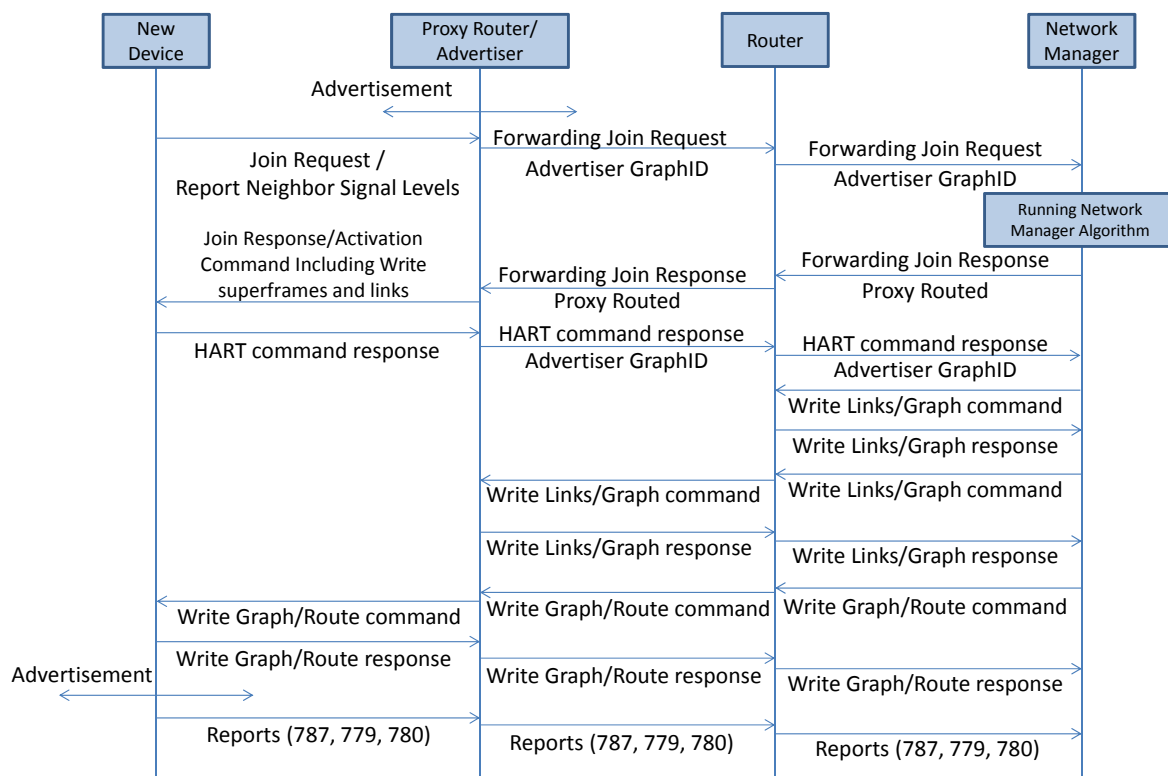 New
Device
Proxy Router/
Advertiser
Router
Network
Manager
Advertisement
Forwarding Join Request
Advertiser GraphID
Join Request /
Report Neighbor Signal Levels
Forwarding Join Request
Advertiser GraphID
Running Network
Manager Algorithm
Join Response/Activation
Command Including Write
superframes and links
Forwarding Join Response
Proxy Routed
Forwarding Join Response
Proxy Routed
HART command response
HART command response
Advertiser GraphID
HART command response
Advertiser GraphID
Write Links/Graph command
Write Links/Graph response
Write Links/Graph command
Write Links/Graph command
Write Links/Graph response
Write Links/Graph response
Write Graph/Route command
Write Graph/Route command
Write Graph/Route command
Write Graph/Route response
Write Graph/Route response
Write Graph/Route response
Advertisement
Reports (787, 779, 780)
Reports (787, 779, 780)
Reports (787, 779, 780)